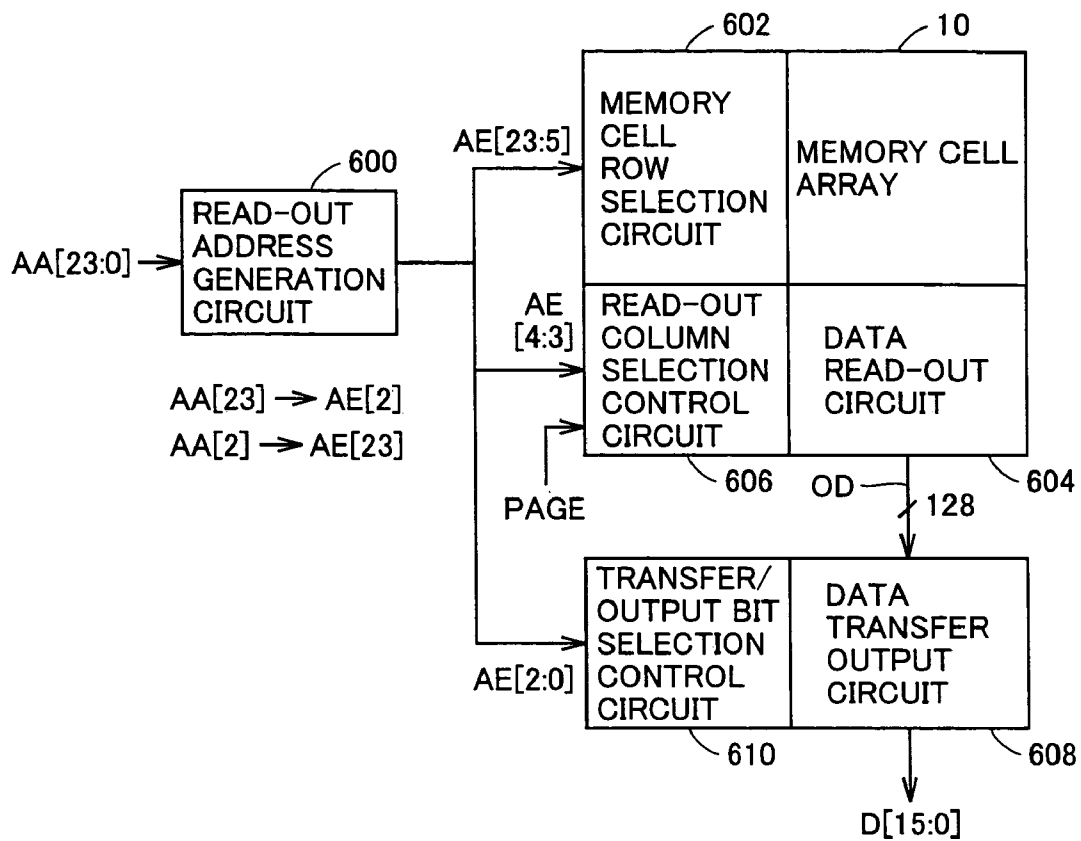 602
10
MEMORY
CELL
ROW
SELECTION
CIRCUIT
MEMORY CELL
ARRAY
AE[23:5]
600
READ-OUT
ADDRESS
GENERATION
CIRCUIT
AA[23:0]
AE
[4:3]
READ-OUT
COLUMN
SELECTION
CONTROL
CIRCUIT
DATA
READ-OUT
CIRCUIT
AA[23] → AE[2]
AA[2] → AE[23]
PAGE
606
OD
604
128
TRANSFER/
OUTPUT BIT
SELECTION
CONTROL
CIRCUIT
DATA
TRANSFER
OUTPUT
CIRCUIT
AE[2:0]
610
608
D[15:0]